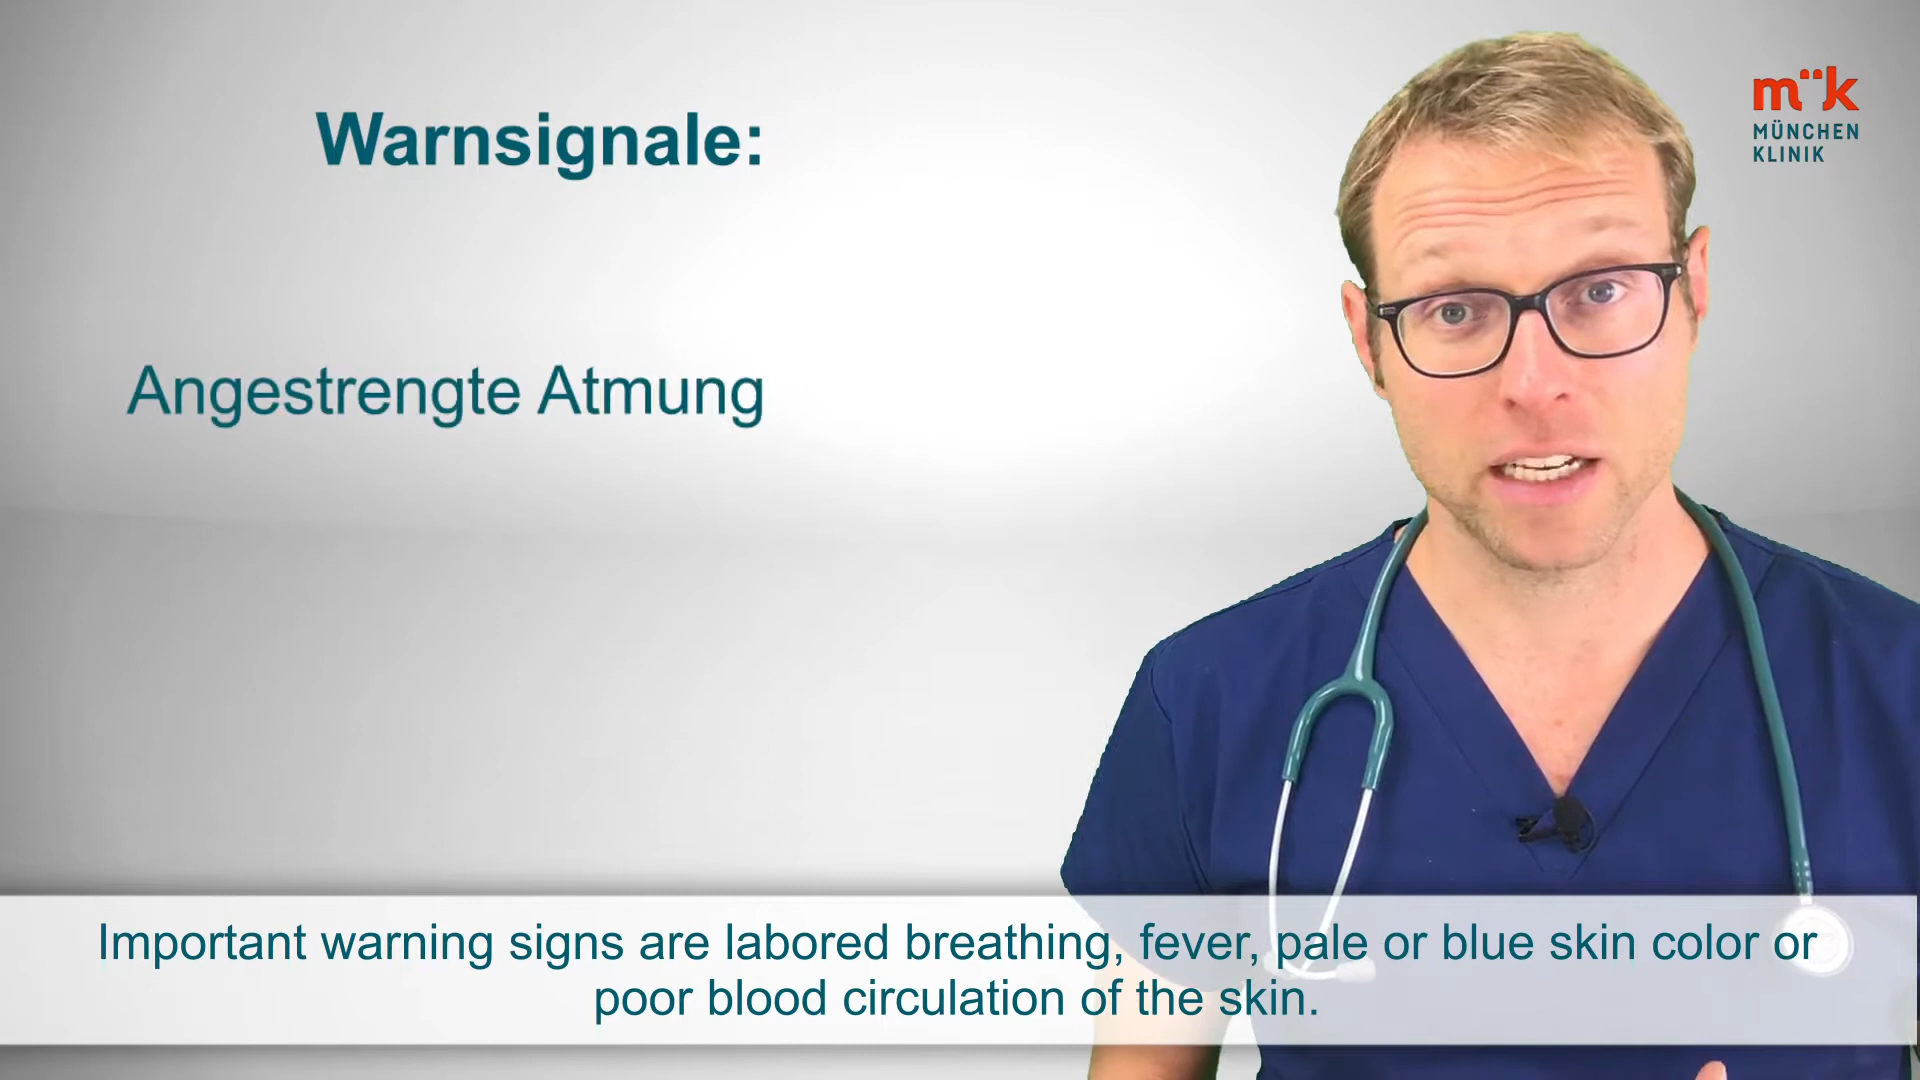 Warnsignale:
Angestrengte Atmung
m̈k
MÜNCHEN
KLINIK
Important warning signs are labored breathing, fever, pale or blue skin color or
poor blood circulation of the skin.